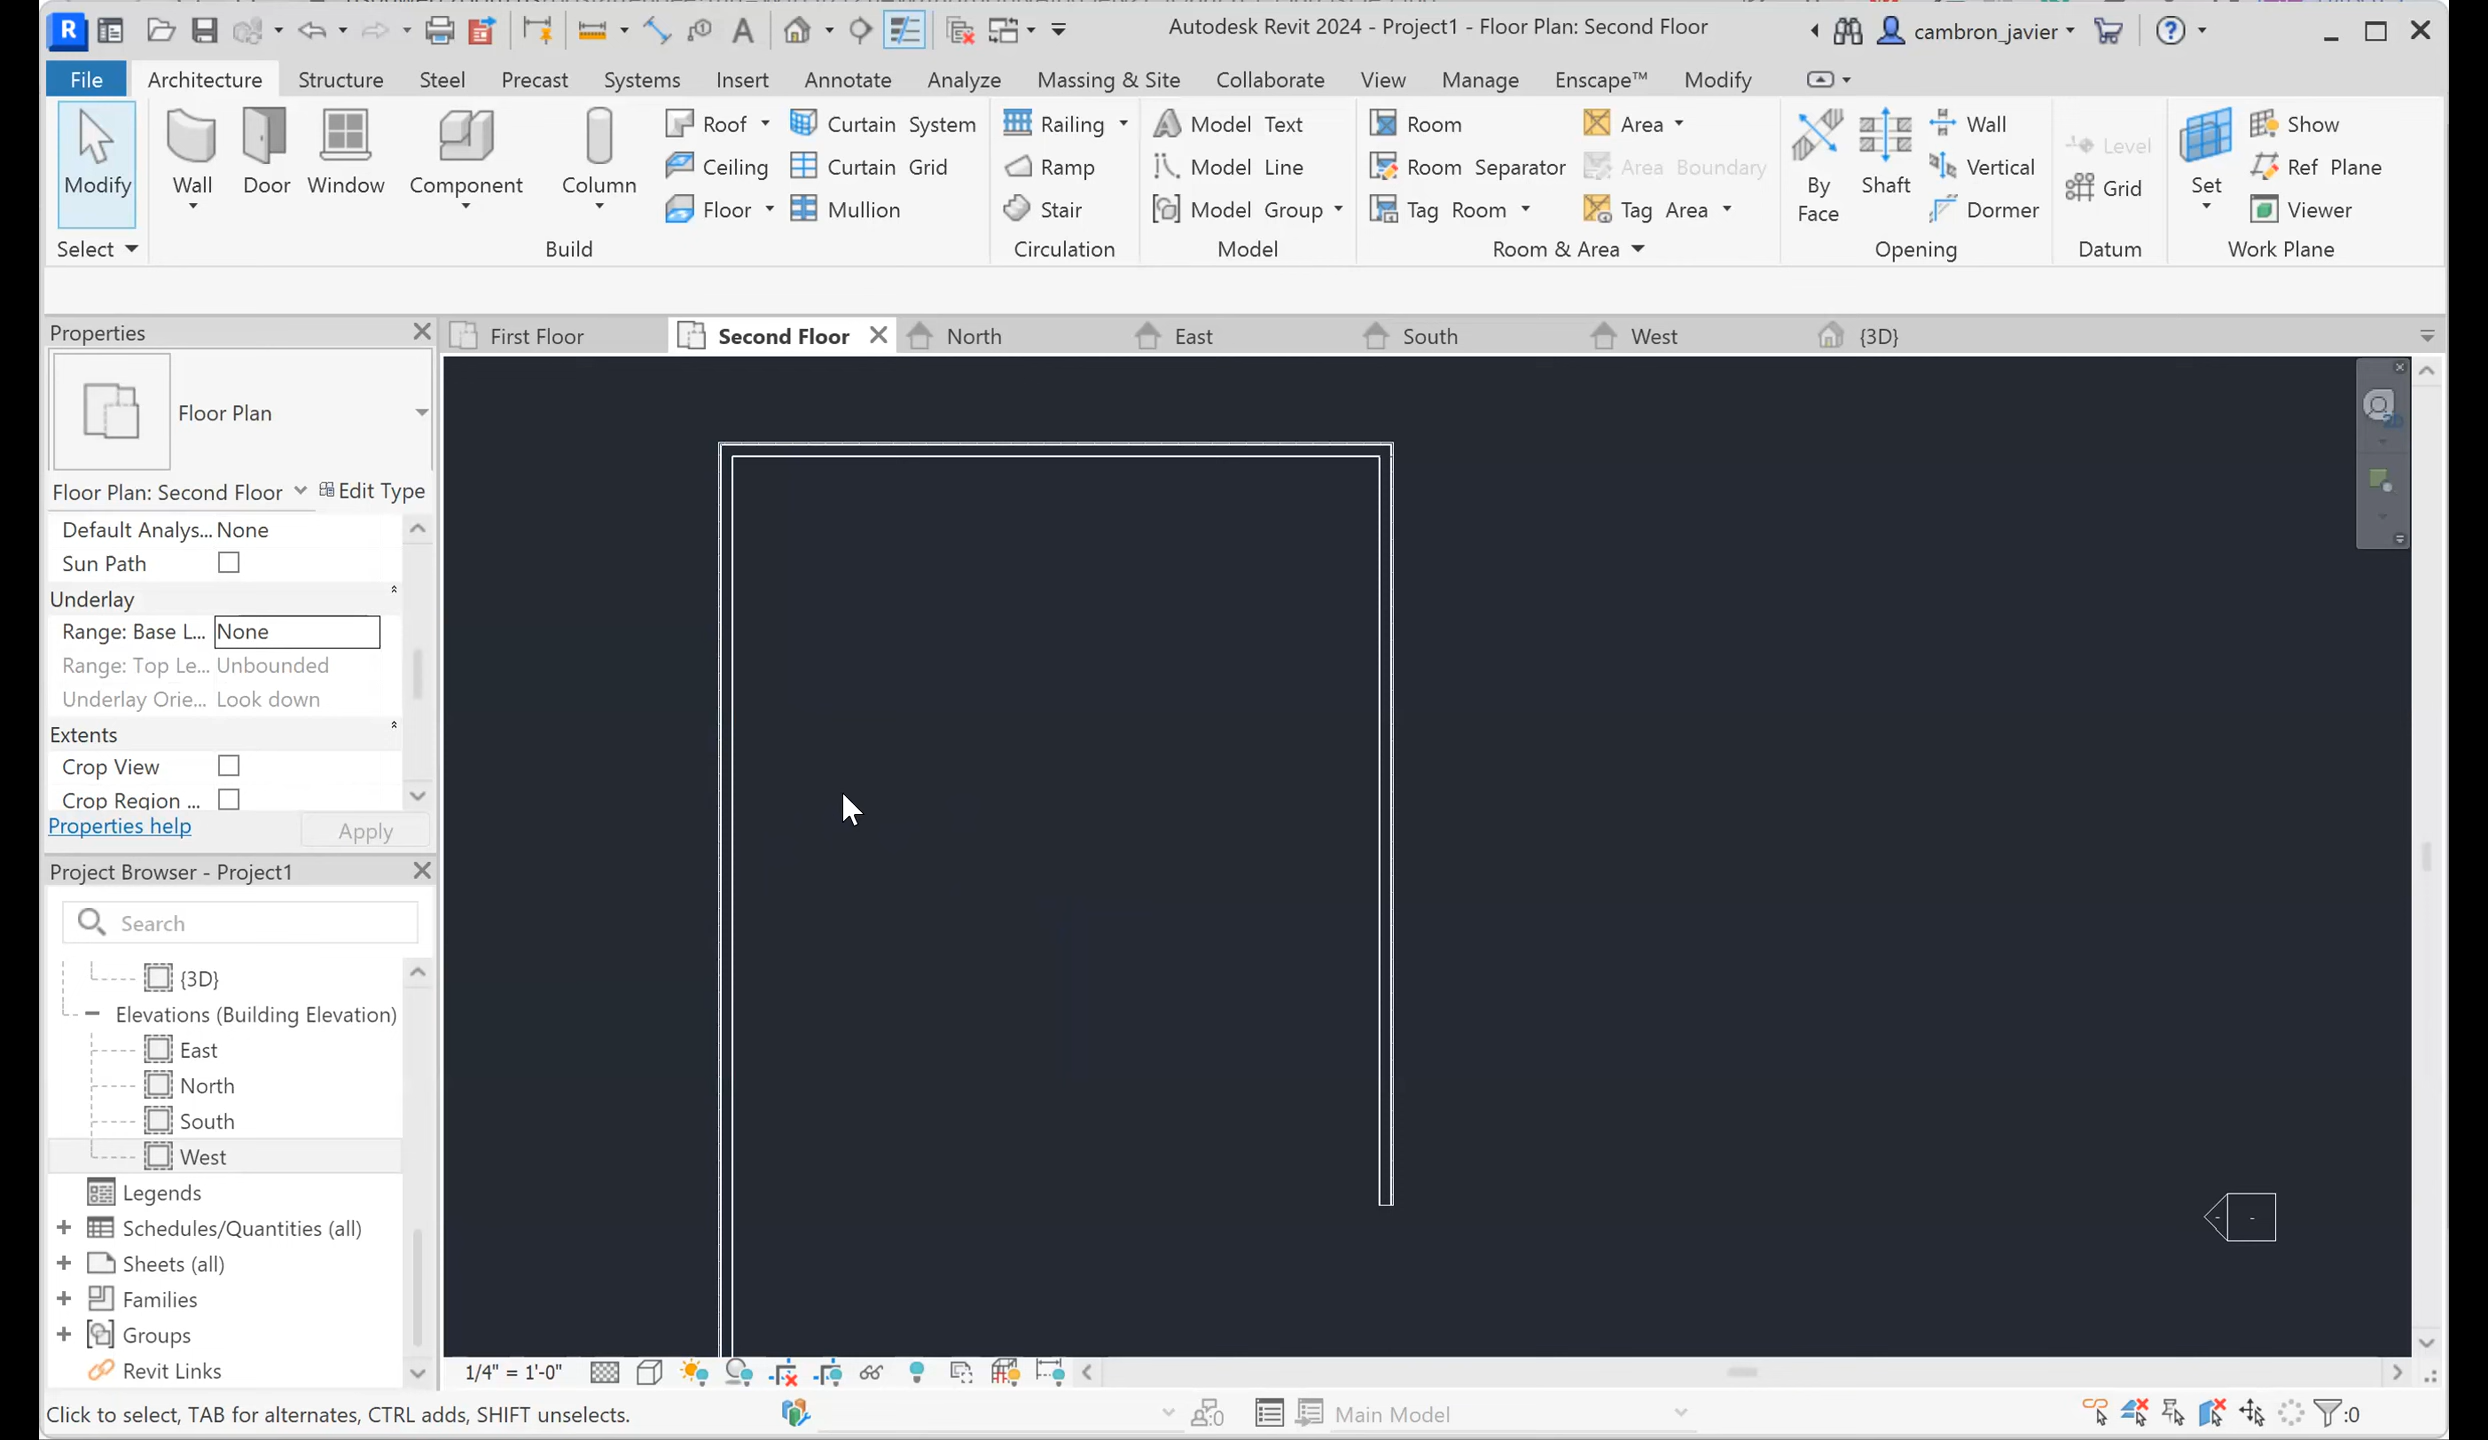 R
Autodesk Revit 2024 - Project1 - Floor Plan: Second Floor
cambron_javier
File Architecture Structure Steel Precast Systems Insert Annotate Analyze Massing & Site Collaborate View Manage Enscape™ Modify
Modify
Wall
Door
Window
Component
Column
Roof
Ceiling
Floor
Curtain System
Curtain Grid
Mullion
Railing
Ramp
Stair
Model Text
Model Line
Model Group
Room
Room Separator
Tag Room
Area
Area Boundary
Tag Area
By
Face
Shaft
Wall
Vertical
Dormer
Level
Grid
Set
Show
Ref Plane
Viewer
Select
Build
Circulation
Model
Room & Area
Opening
Datum
Work Plane
Properties
First Floor
Second Floor
North
East
South
West
{3D}
Floor Plan
Floor Plan: Second Floor
Edit Type
Default Analys... None
Sun Path
Underlay
Range: Base L... None
Range: Top Le... Unbounded
Underlay Orie... Look down
Extents
Crop View
Crop Region ...
Properties help
Apply
Project Browser - Project1
Search
{3D}
Elevations (Building Elevation)
East
North
South
West
Legends
Schedules/Quantities (all)
Sheets (all)
Families
Groups
Revit Links
1/4" = 1'-0"
Click to select, TAB for alternates, CTRL adds, SHIFT unselects.
:0
Main Model
:0